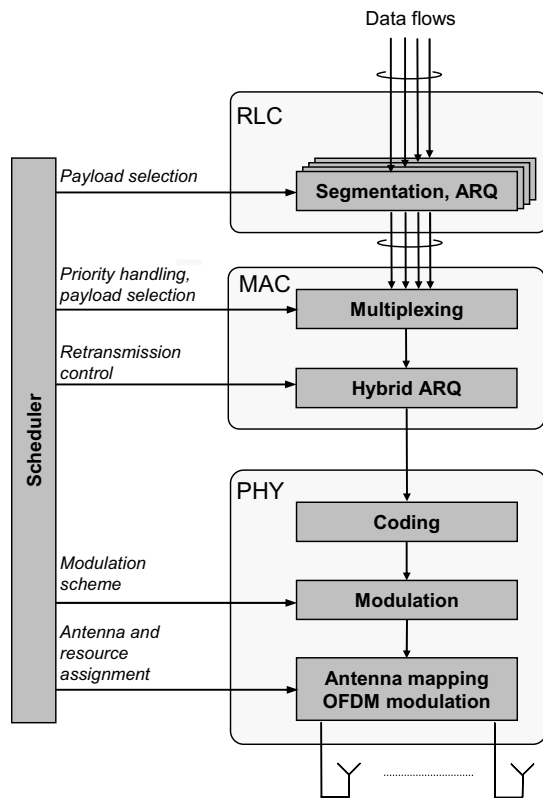 Data flows
RLC
Payload selection
Segmentation, ARQ
Priority handling,
payload selection
MAC
Multiplexing
Retransmission
control
Hybrid ARQ
Scheduler
PHY
Coding
Modulation
scheme
Modulation
Antenna and
resource
assignment
Antenna mapping
OFDM modulation